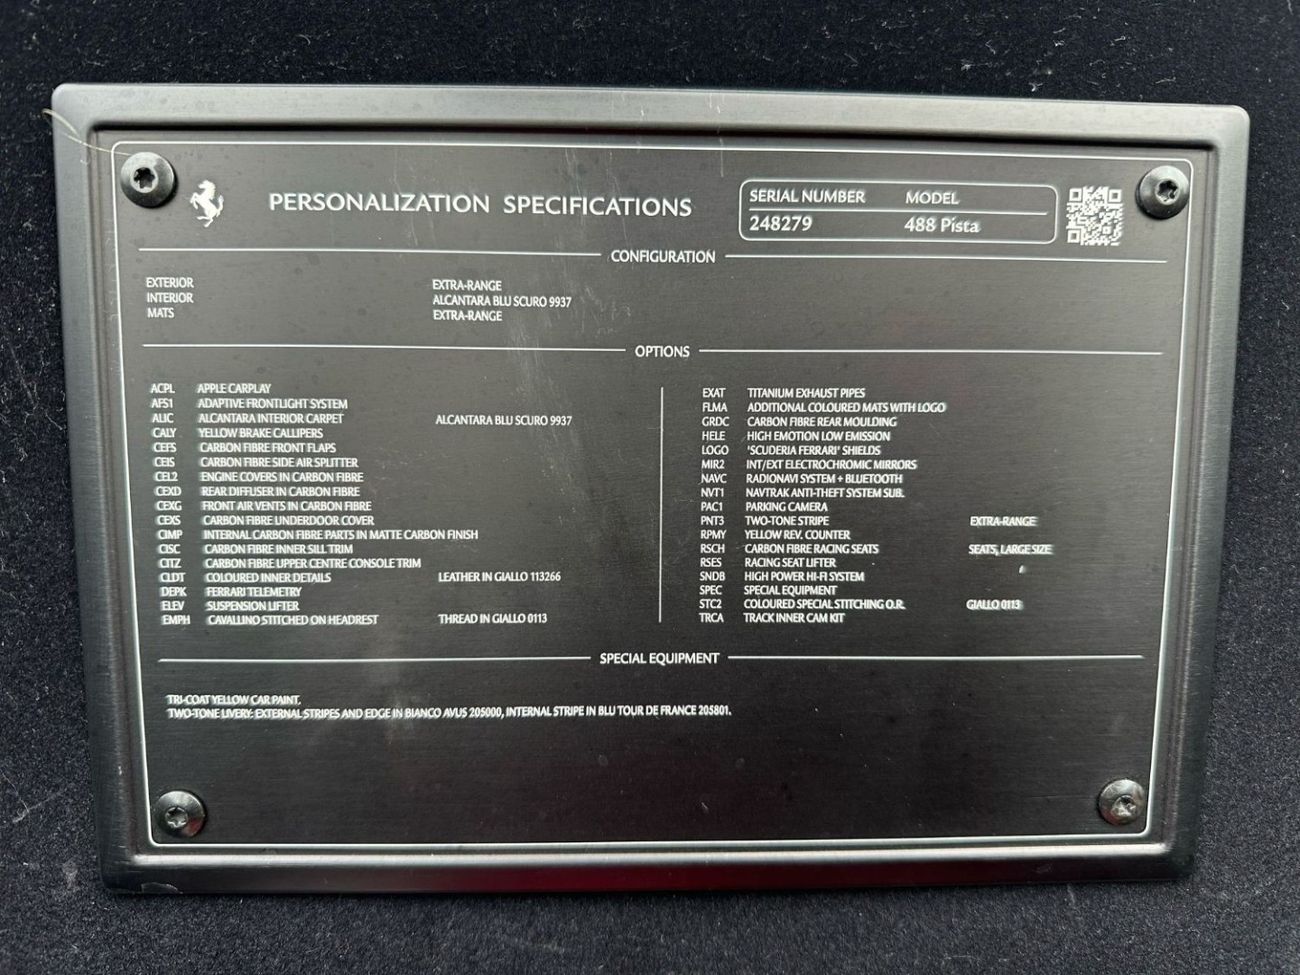 PERSONALIZATION SPECIFICATIONS
SERIAL NUMBER MODEL
248279 488 Pista
CONFIGURATION
EXTERIOR EXTRA-RANGE
INTERIOR ALCANTARA BLU SCURO 9937
MATS EXTRA-RANGE
OPTIONS
ACPL APPLE CARPLAY
AFS1 ADAPTIVE FRONTLIGHT SYSTEM
ALIC ALCANTARA INTERIOR CARPET ALCANTARA BLU SCURO 9937
CALY YELLOW BRAKE CALLIPERS
CEFS CARBON FIBRE FRONT FLAPS
CEIS CARBON FIBRE SIDE AIR SPLITTER
CEL2 ENGINE COVERS IN CARBON FIBRE
CEXD REAR DIFFUSER IN CARBON FIBRE
CEXG FRONT AIR VENTS IN CARBON FIBRE
CEXS CARBON FIBRE UNDERDOOR COVER
CIMP INTERNAL CARBON FIBRE PARTS IN MATTE CARBON FINISH
CISC CARBON FIBRE INNER SILL TRIM
CITZ CARBON FIBRE UPPER CENTRE CONSOLE TRIM
CLDT COLOURED INNER DETAILS LEATHER IN GIALLO 113266
DEPK FERRARI TELEMETRY
ELEV SUSPENSION LIFTER
EMPH CAVALLINO STITCHED ON HEADREST THREAD IN GIALLO 0113
EXAT TITANIUM EXHAUST PIPES
FLMA ADDITIONAL COLOURED MATS WITH LOGO
GRDC CARBON FIBRE REAR MOULDING
HELE HIGH EMOTION LOW EMISSION
LOGO 'SCUDERIA FERRARI' SHIELDS
MIR2 INT/EXT ELECTROCHROMIC MIRRORS
NAVC RADIONAVI SYSTEM + BLUETOOTH
NVT1 NAVTRAK ANTI-THEFT SYSTEM SUB.
PAC1 PARKING CAMERA
PNT3 TWO-TONE STRIPE EXTRA-RANGE
RPMY YELLOW REV. COUNTER
RSCH CARBON FIBRE RACING SEATS SEATS, LARGE SIZE
RSES RACING SEAT LIFTER
SNDB HIGH POWER HI-FI SYSTEM
SPEC SPECIAL EQUIPMENT
STC2 COLOURED SPECIAL STITCHING O.R. GIALLO 0113
TRCA TRACK INNER CAM KIT
SPECIAL EQUIPMENT
TRI-COAT YELLOW CAR PAINT.
TWO-TONE LIVERY: EXTERNAL STRIPES AND EDGE IN BIANCO AVUS 205000, INTERNAL STRIPE IN BLU TOUR DE FRANCE 205801.